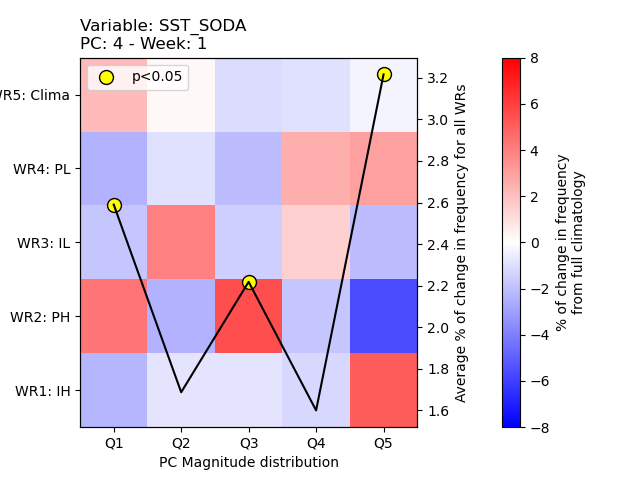 Variable: SST_SODA
PC: 4 - Week: 1
p<0.05
WR5: Clima
WR4: PL
WR3: IL
WR2: PH
WR1: IH
Q1 Q2 Q3 Q4 Q5
PC Magnitude distribution
3.2
3.0
2.8
2.6
2.4
2.2
2.0
1.8
1.6
Average % of change in frequency for all WRs
8
6
4
2
0
−2
−4
−6
−8
% of change in frequency
from full climatology